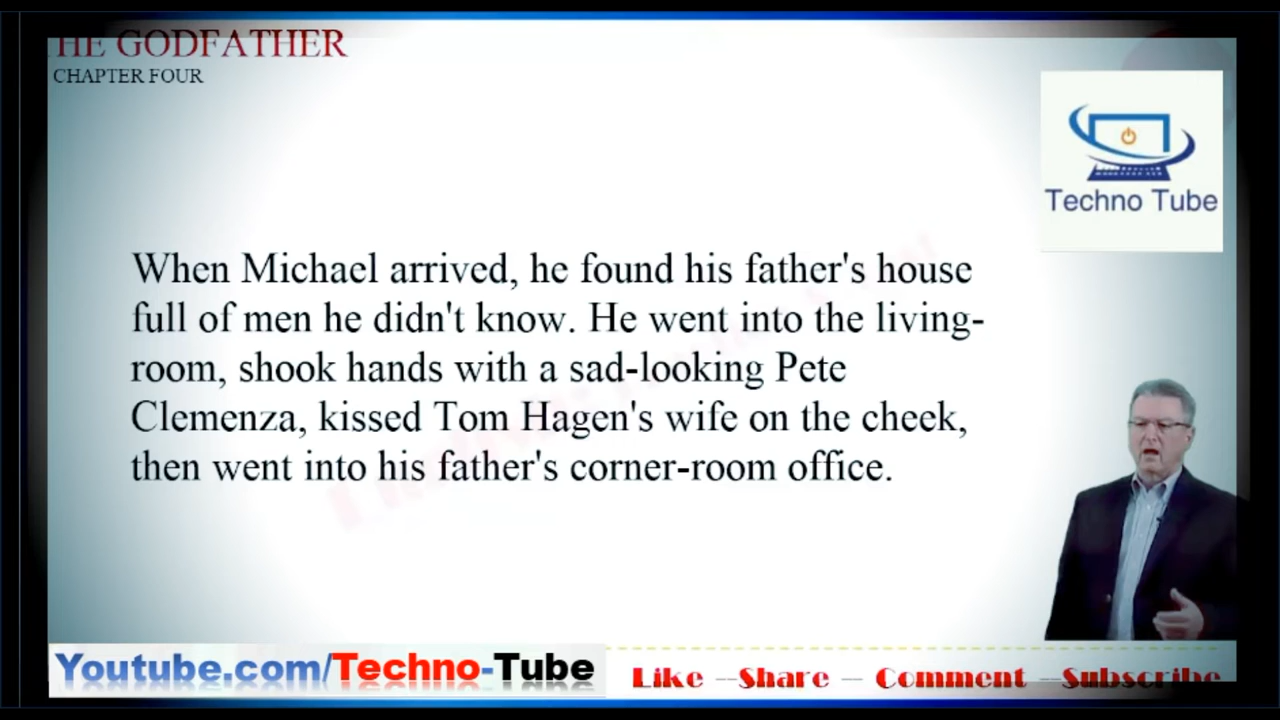 THE GODFATHER
CHAPTER FOUR
Techno Tube
When Michael arrived, he found his father's house
full of men he didn't know. He went into the living-
room, shook hands with a sad-looking Pete
Clemenza, kissed Tom Hagen's wife on the cheek,
then went into his father's corner-room office.
Youtube.com/Techno-Tube
Like --Share -- Comment --Subscribe